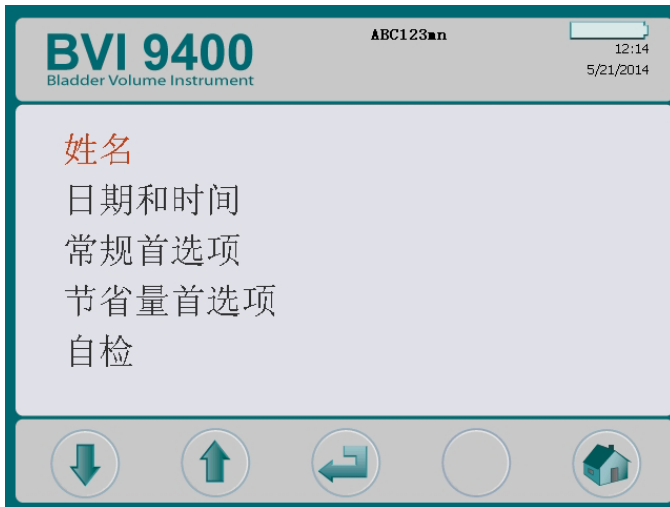 BVI 9400
Bladder Volume Instrument
ABC123mn
12:14
5/21/2014
姓名
日期和时间
常规首选项
节省量首选项
自检